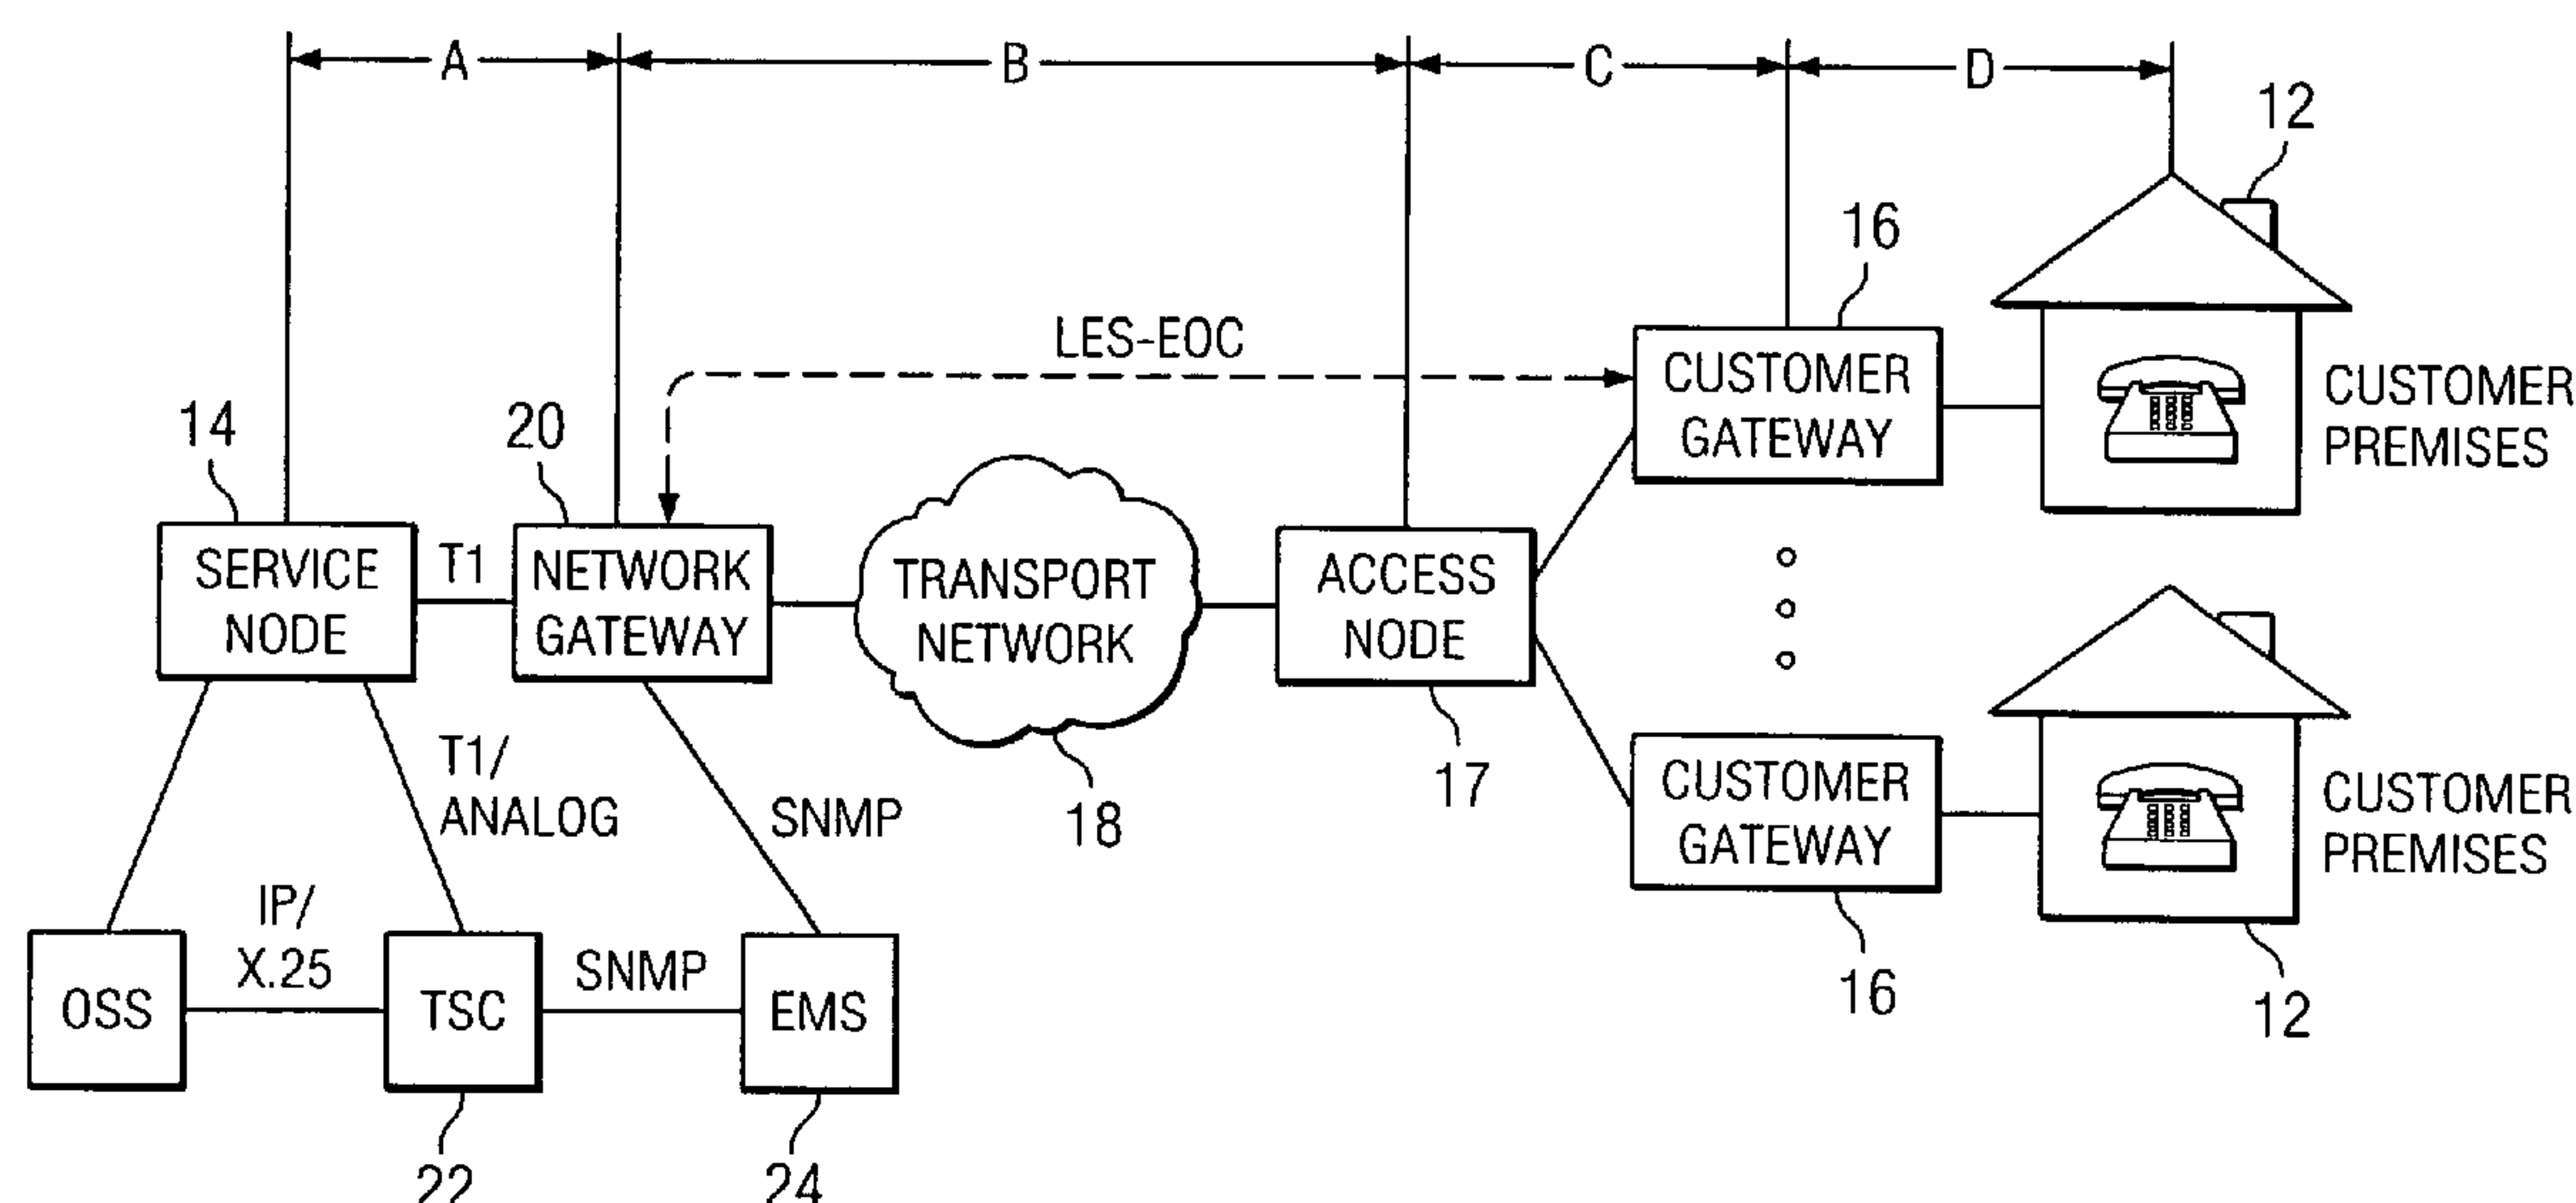 A
B
C
D
12
16
LES-EOC
CUSTOMER
GATEWAY
CUSTOMER
PREMISES
14
20
SERVICE
NODE
T1
NETWORK
GATEWAY
TRANSPORT
NETWORK
ACCESS
NODE
T1/
ANALOG
SNMP
18
17
CUSTOMER
GATEWAY
CUSTOMER
PREMISES
IP/
X.25
SNMP
OSS
TSC
EMS
16
12
22
24